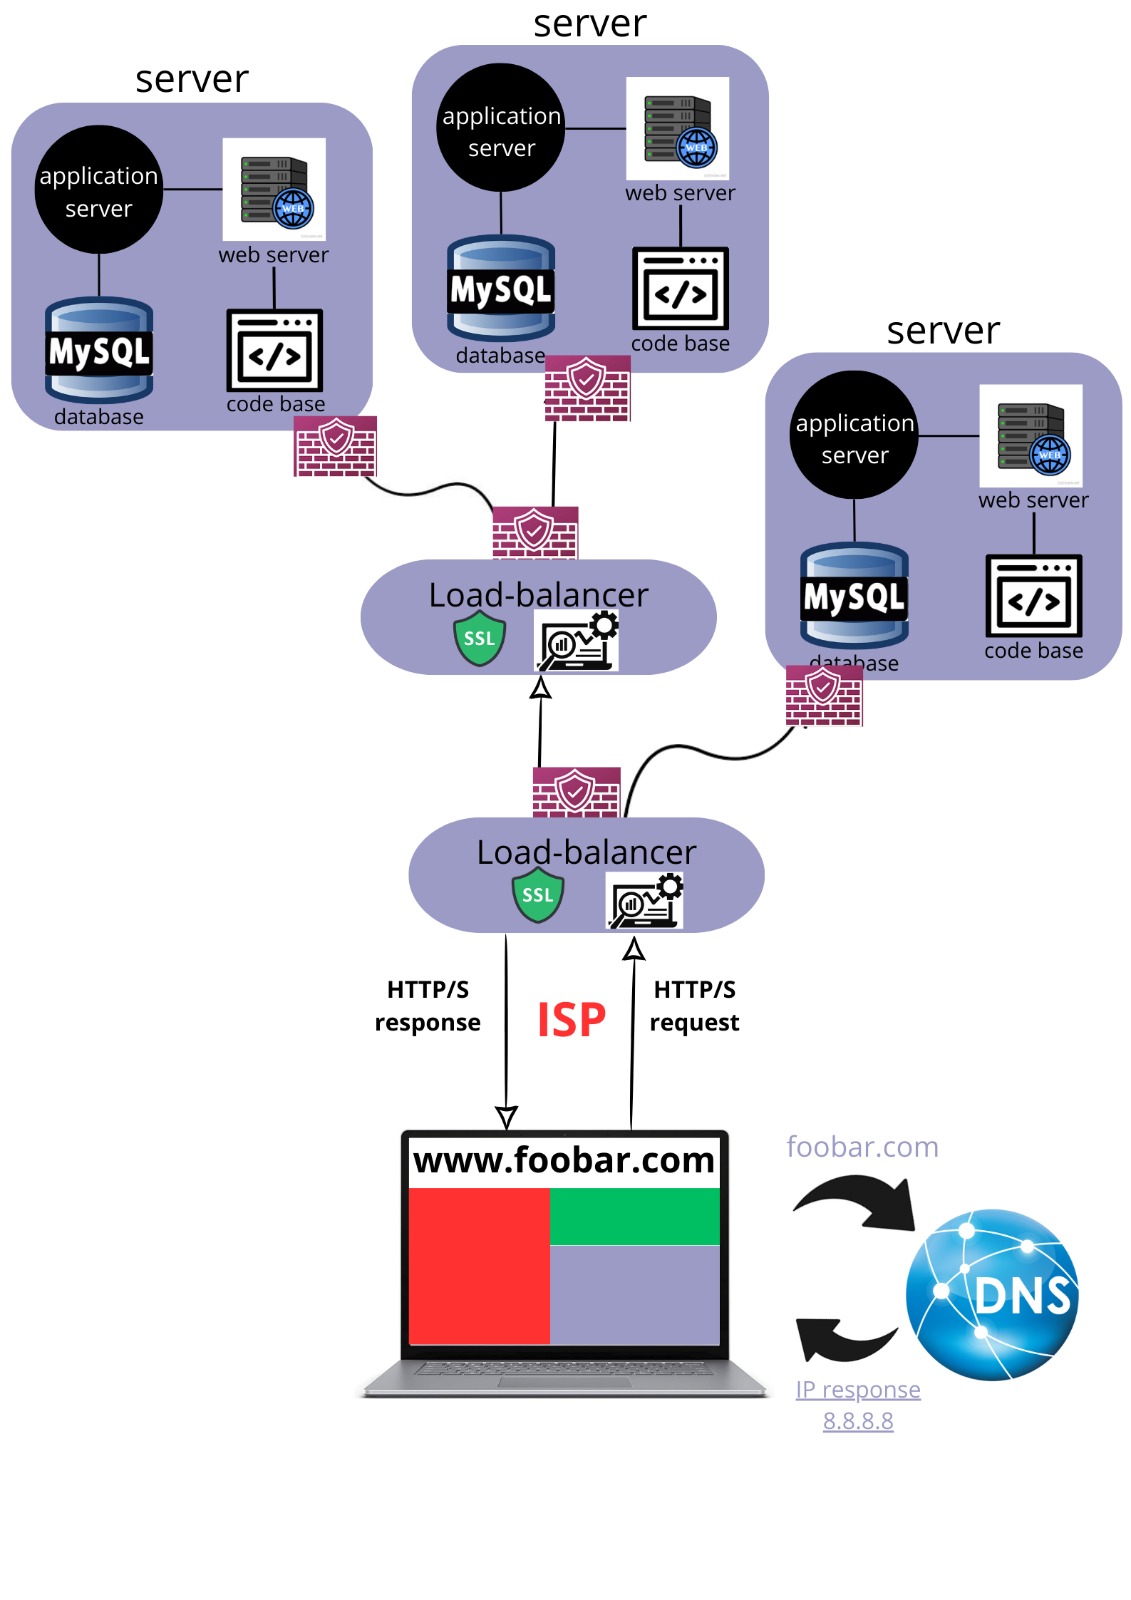 server
application
server
WEB
web server
MySQL
database
code base
server
application
server
WEB
web server
MySQL
database
code base
server
application
server
WEB
web server
MySQL
database
code base
Load-balancer
SSL
Load-balancer
SSL
HTTP/S
response
ISP
HTTP/S
request
www.foobar.com
foobar.com
DNS
IP response
8.8.8.8